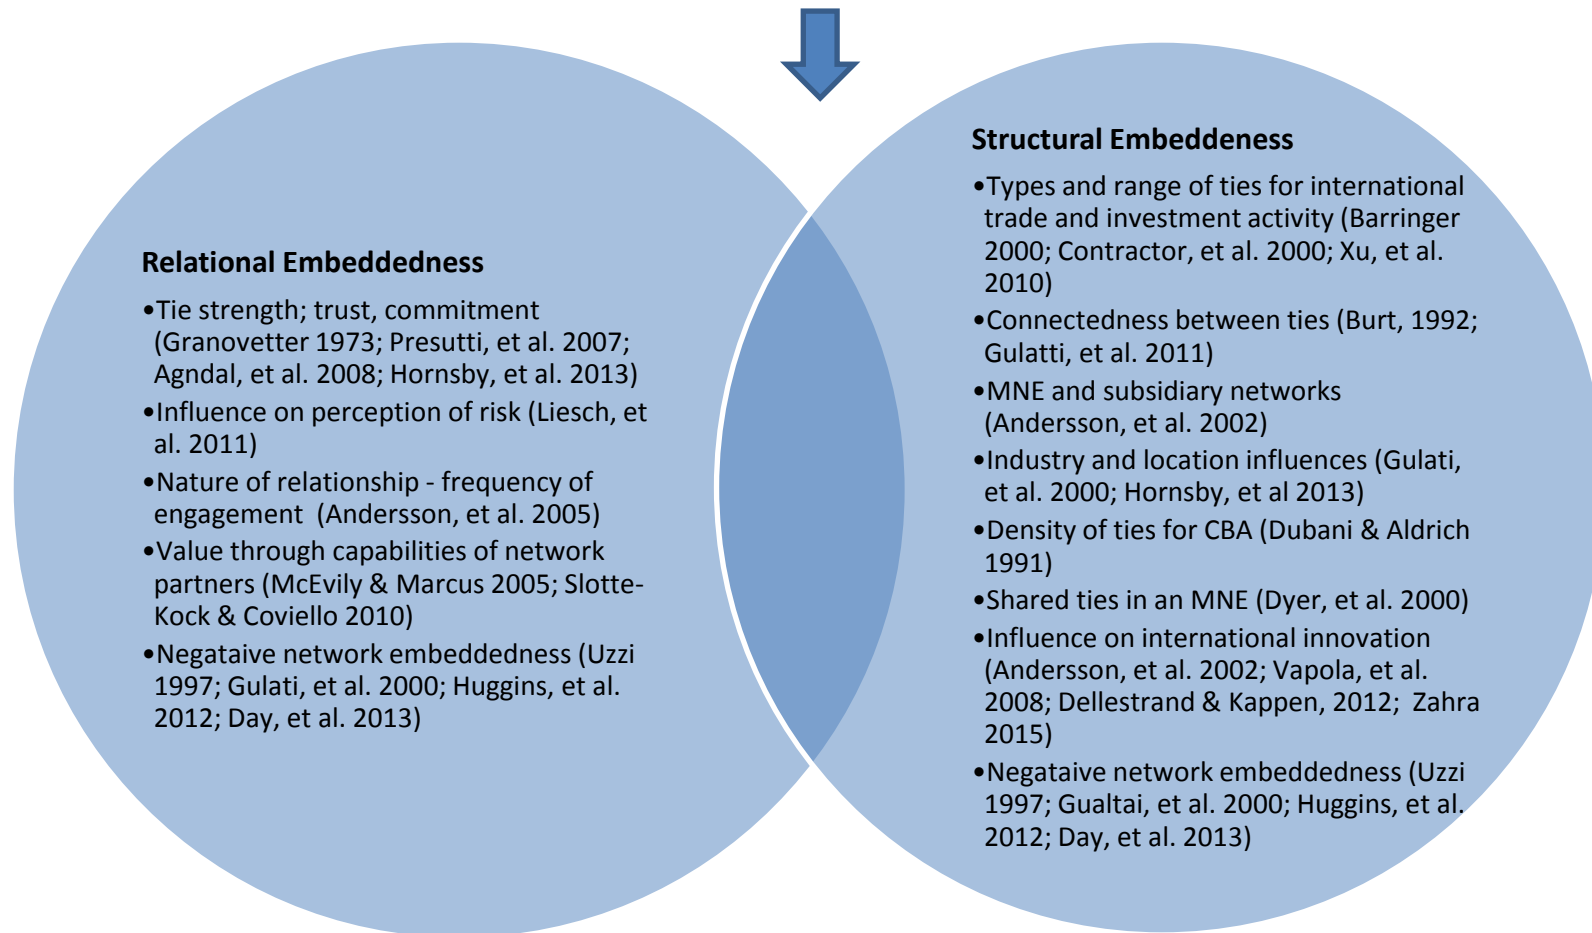 Relational Embeddedness
•Tie strength; trust, commitment
(Granovetter 1973; Presutti, et al. 2007;
Agndal, et al. 2008; Hornsby, et al. 2013)
•Influence on perception of risk (Liesch, et
al. 2011)
•Nature of relationship - frequency of
engagement (Andersson, et al. 2005)
•Value through capabilities of network
partners (McEvily & Marcus 2005; Slotte-
Kock & Coviello 2010)
•Negataive network embeddedness (Uzzi
1997; Gulati, et al. 2000; Huggins, et al.
2012; Day, et al. 2013)
Structural Embeddeness
•Types and range of ties for international
trade and investment activity (Barringer
2000; Contractor, et al. 2000; Xu, et al.
2010)
•Connectedness between ties (Burt, 1992;
Gulatti, et al. 2011)
•MNE and subsidiary networks
(Andersson, et al. 2002)
•Industry and location influences (Gulati,
et al. 2000; Hornsby, et al 2013)
•Density of ties for CBA (Dubani & Aldrich
1991)
•Shared ties in an MNE (Dyer, et al. 2000)
•Influence on international innovation
(Andersson, et al. 2002; Vapola, et al.
2008; Dellestrand & Kappen, 2012; Zahra
2015)
•Negataive network embeddedness (Uzzi
1997; Gualtai, et al. 2000; Huggins, et al.
2012; Day, et al. 2013)